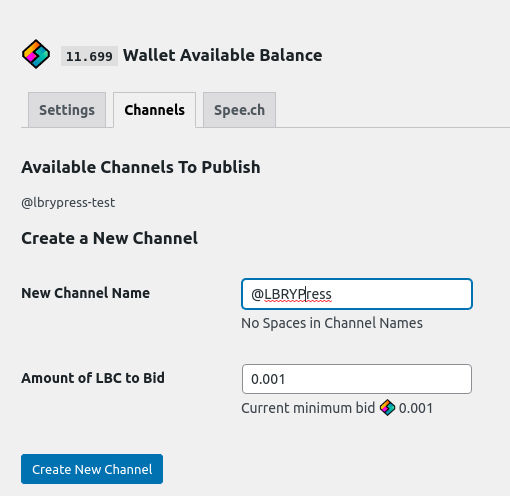 11.699 Wallet Available Balance
Settings Channels Spee.ch
Available Channels To Publish
@lbrypress-test
Create a New Channel
New Channel Name @LBRYPress
No Spaces in Channel Names
Amount of LBC to Bid 0.001
Current minimum bid 0.001
Create New Channel